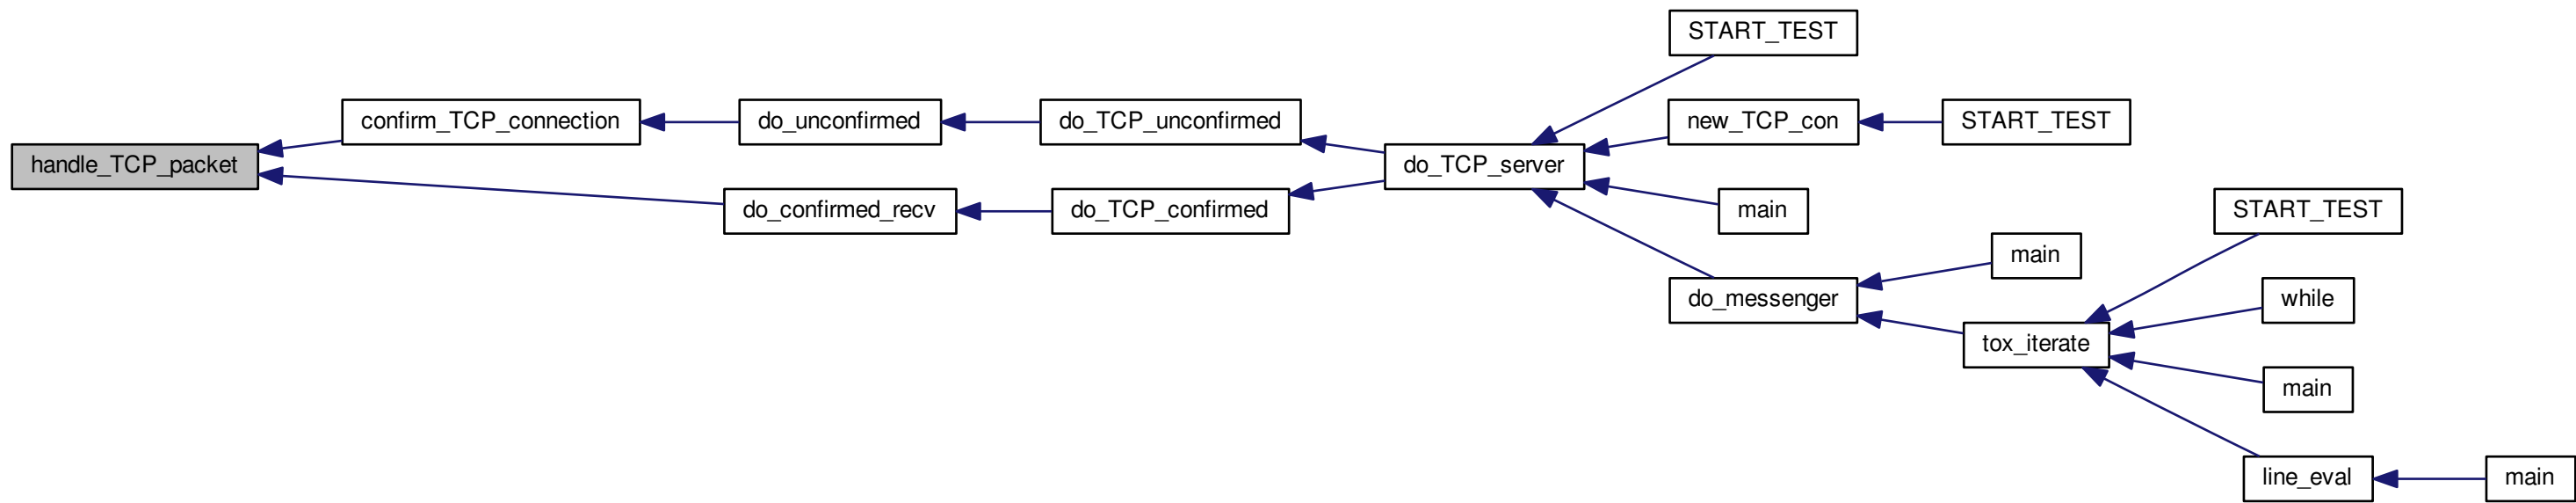 START_TEST
confirm_TCP_connection
do_unconfirmed
do_TCP_unconfirmed
new_TCP_con
START_TEST
handle_TCP_packet
do_TCP_server
do_confirmed_recv
do_TCP_confirmed
main
START_TEST
main
do_messenger
while
tox_iterate
main
line_eval
main